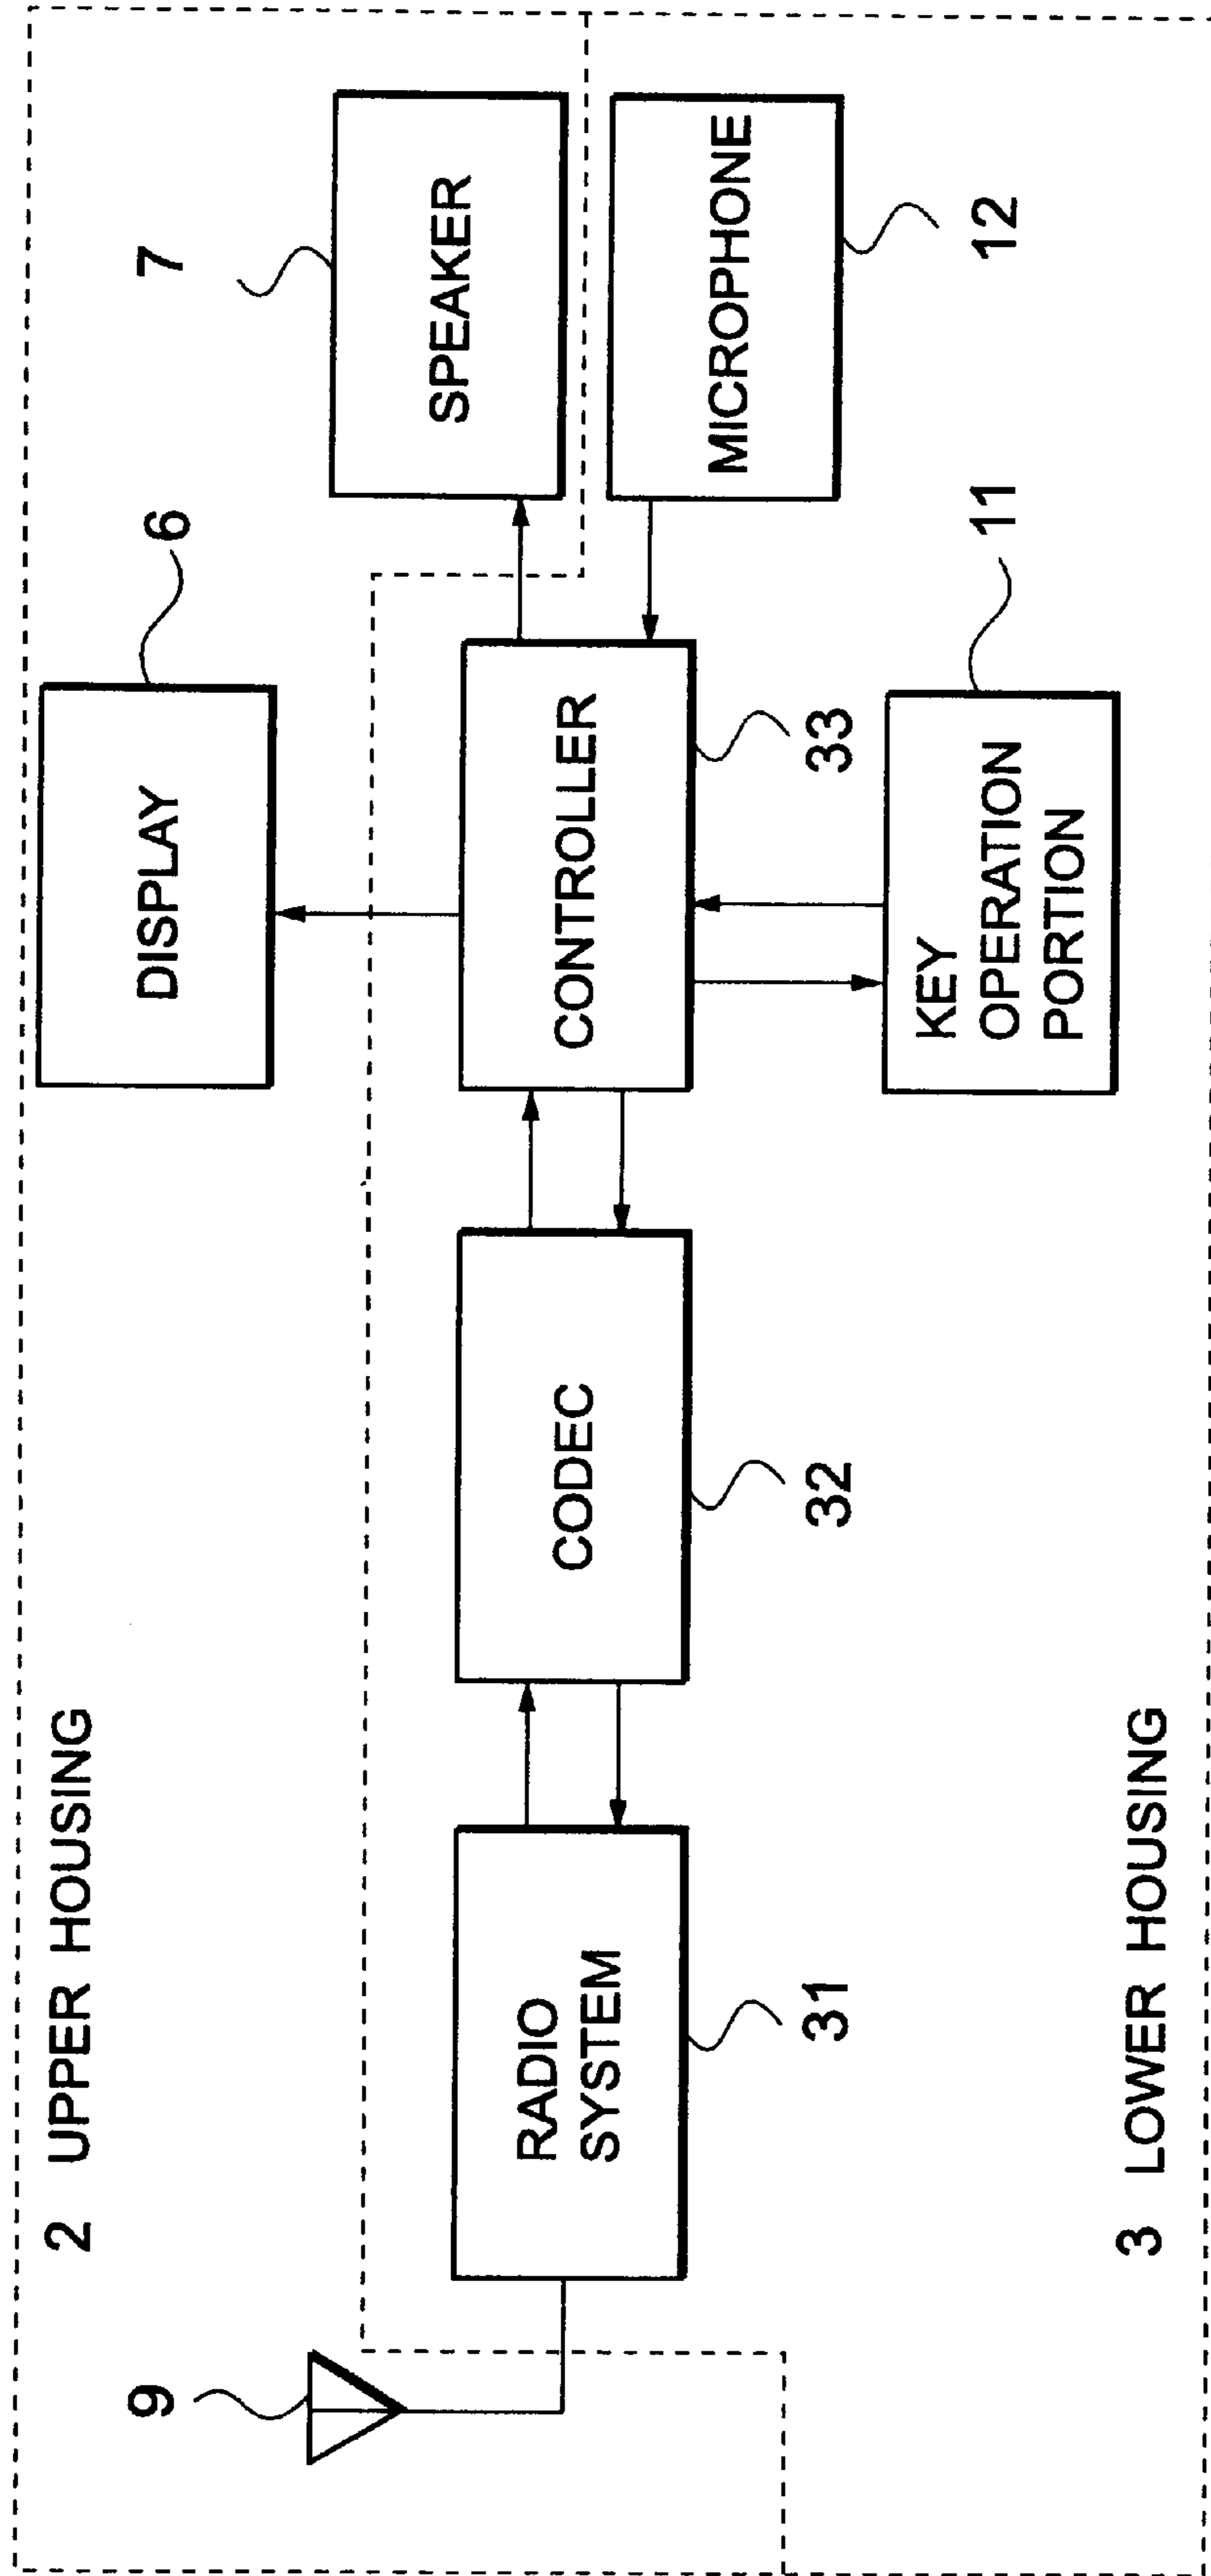 2 UPPER HOUSING
DISPLAY
6
7
SPEAKER
9
RADIO
SYSTEM
31
CODEC
32
CONTROLLER
33
MICROPHONE
12
KEY
OPERATION
PORTION
11
3 LOWER HOUSING